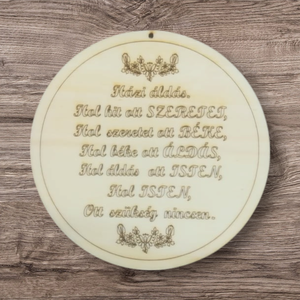 Házi áldás.
Hol hit ott SZERETET,
Hol szeretet ott BÉKE,
Hol béke ott ÁLDÁS,
Hol áldás ott ISTEN,
Hol ISTEN,
Ott szükség nincsen..